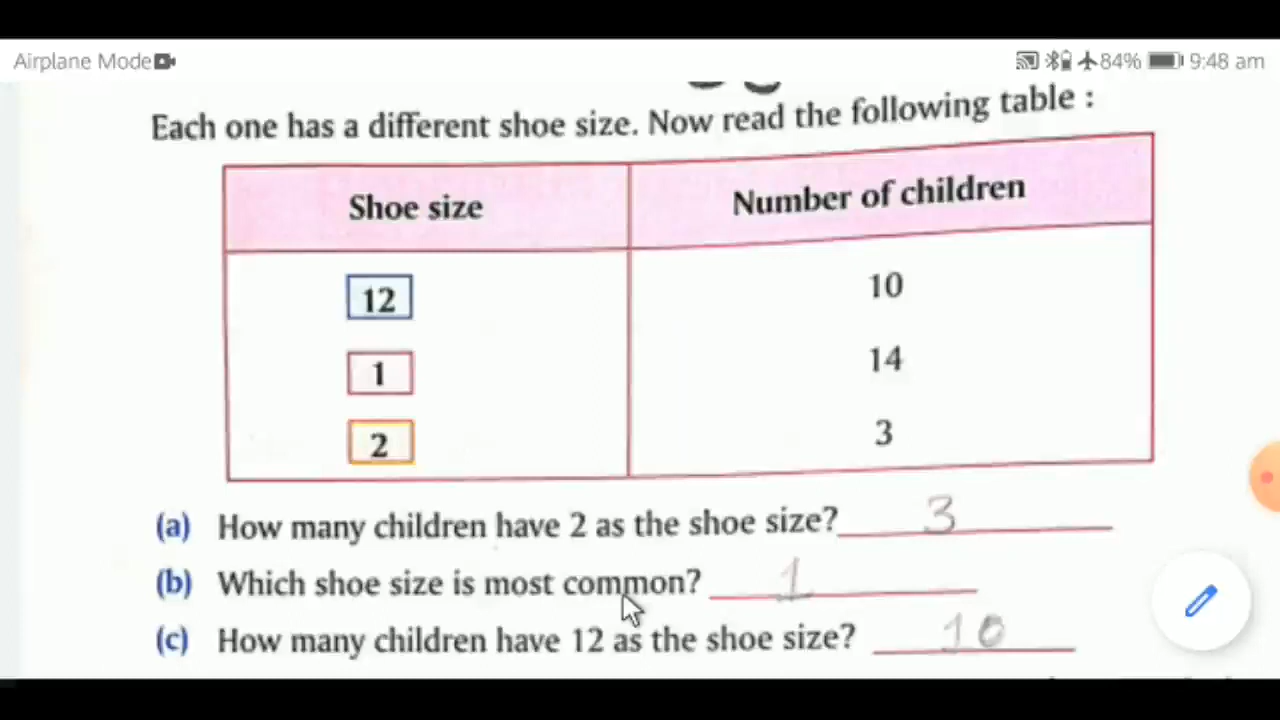 Airplane Mode 84% 9:48 am
Each one has a different shoe size. Now read the following table :
Shoe size Number of children
12 10
1 14
2 3
(a) How many children have 2 as the shoe size? 3
(b) Which shoe size is most common? 1
(c) How many children have 12 as the shoe size? 10